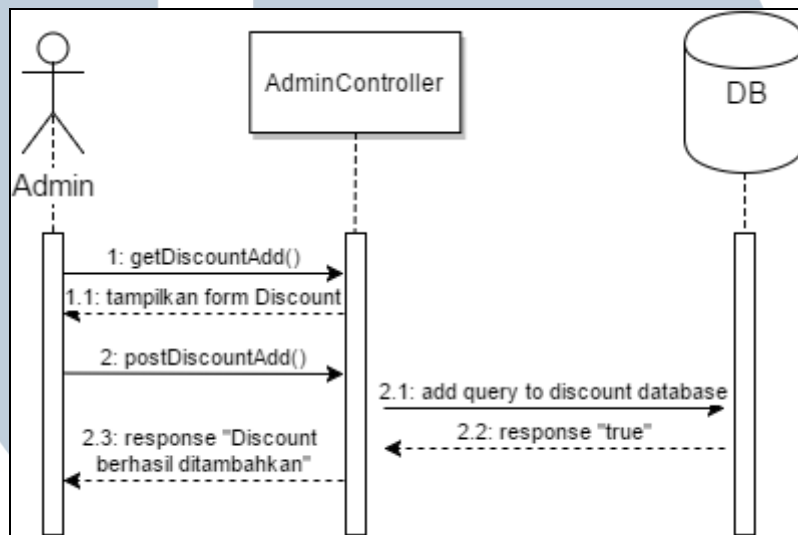 AdminController
DB
Admin
1: getDiscountAdd()
1.1: tampilkan form Discount
2: postDiscountAdd()
2.1: add query to discount database
2.2: response "true"
2.3: response "Discount
berhasil ditambahkan"